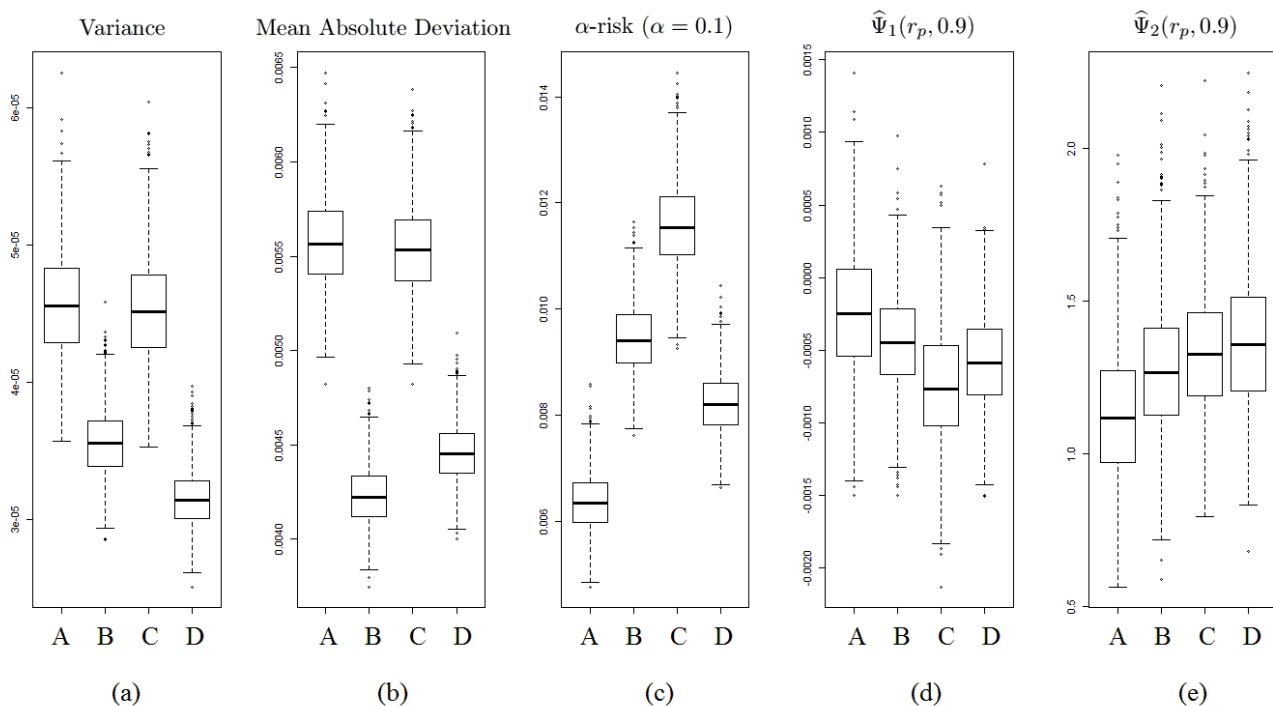 Variance
3e-05 4e-05 5e-05 6e-05
A B C D
(a)
Mean Absolute Deviation
0.0040 0.0045 0.0050 0.0055 0.0060 0.0065
A B C D
(b)
α-risk (α = 0.1)
0.006 0.008 0.010 0.012 0.014
A B C D
(c)
Ψ̂₁(rₚ, 0.9)
-0.0020 -0.0015 -0.0010 -0.0005 0.0000 0.0005 0.0010 0.0015
A B C D
(d)
Ψ̂₂(rₚ, 0.9)
0.5 1.0 1.5 2.0
A B C D
(e)